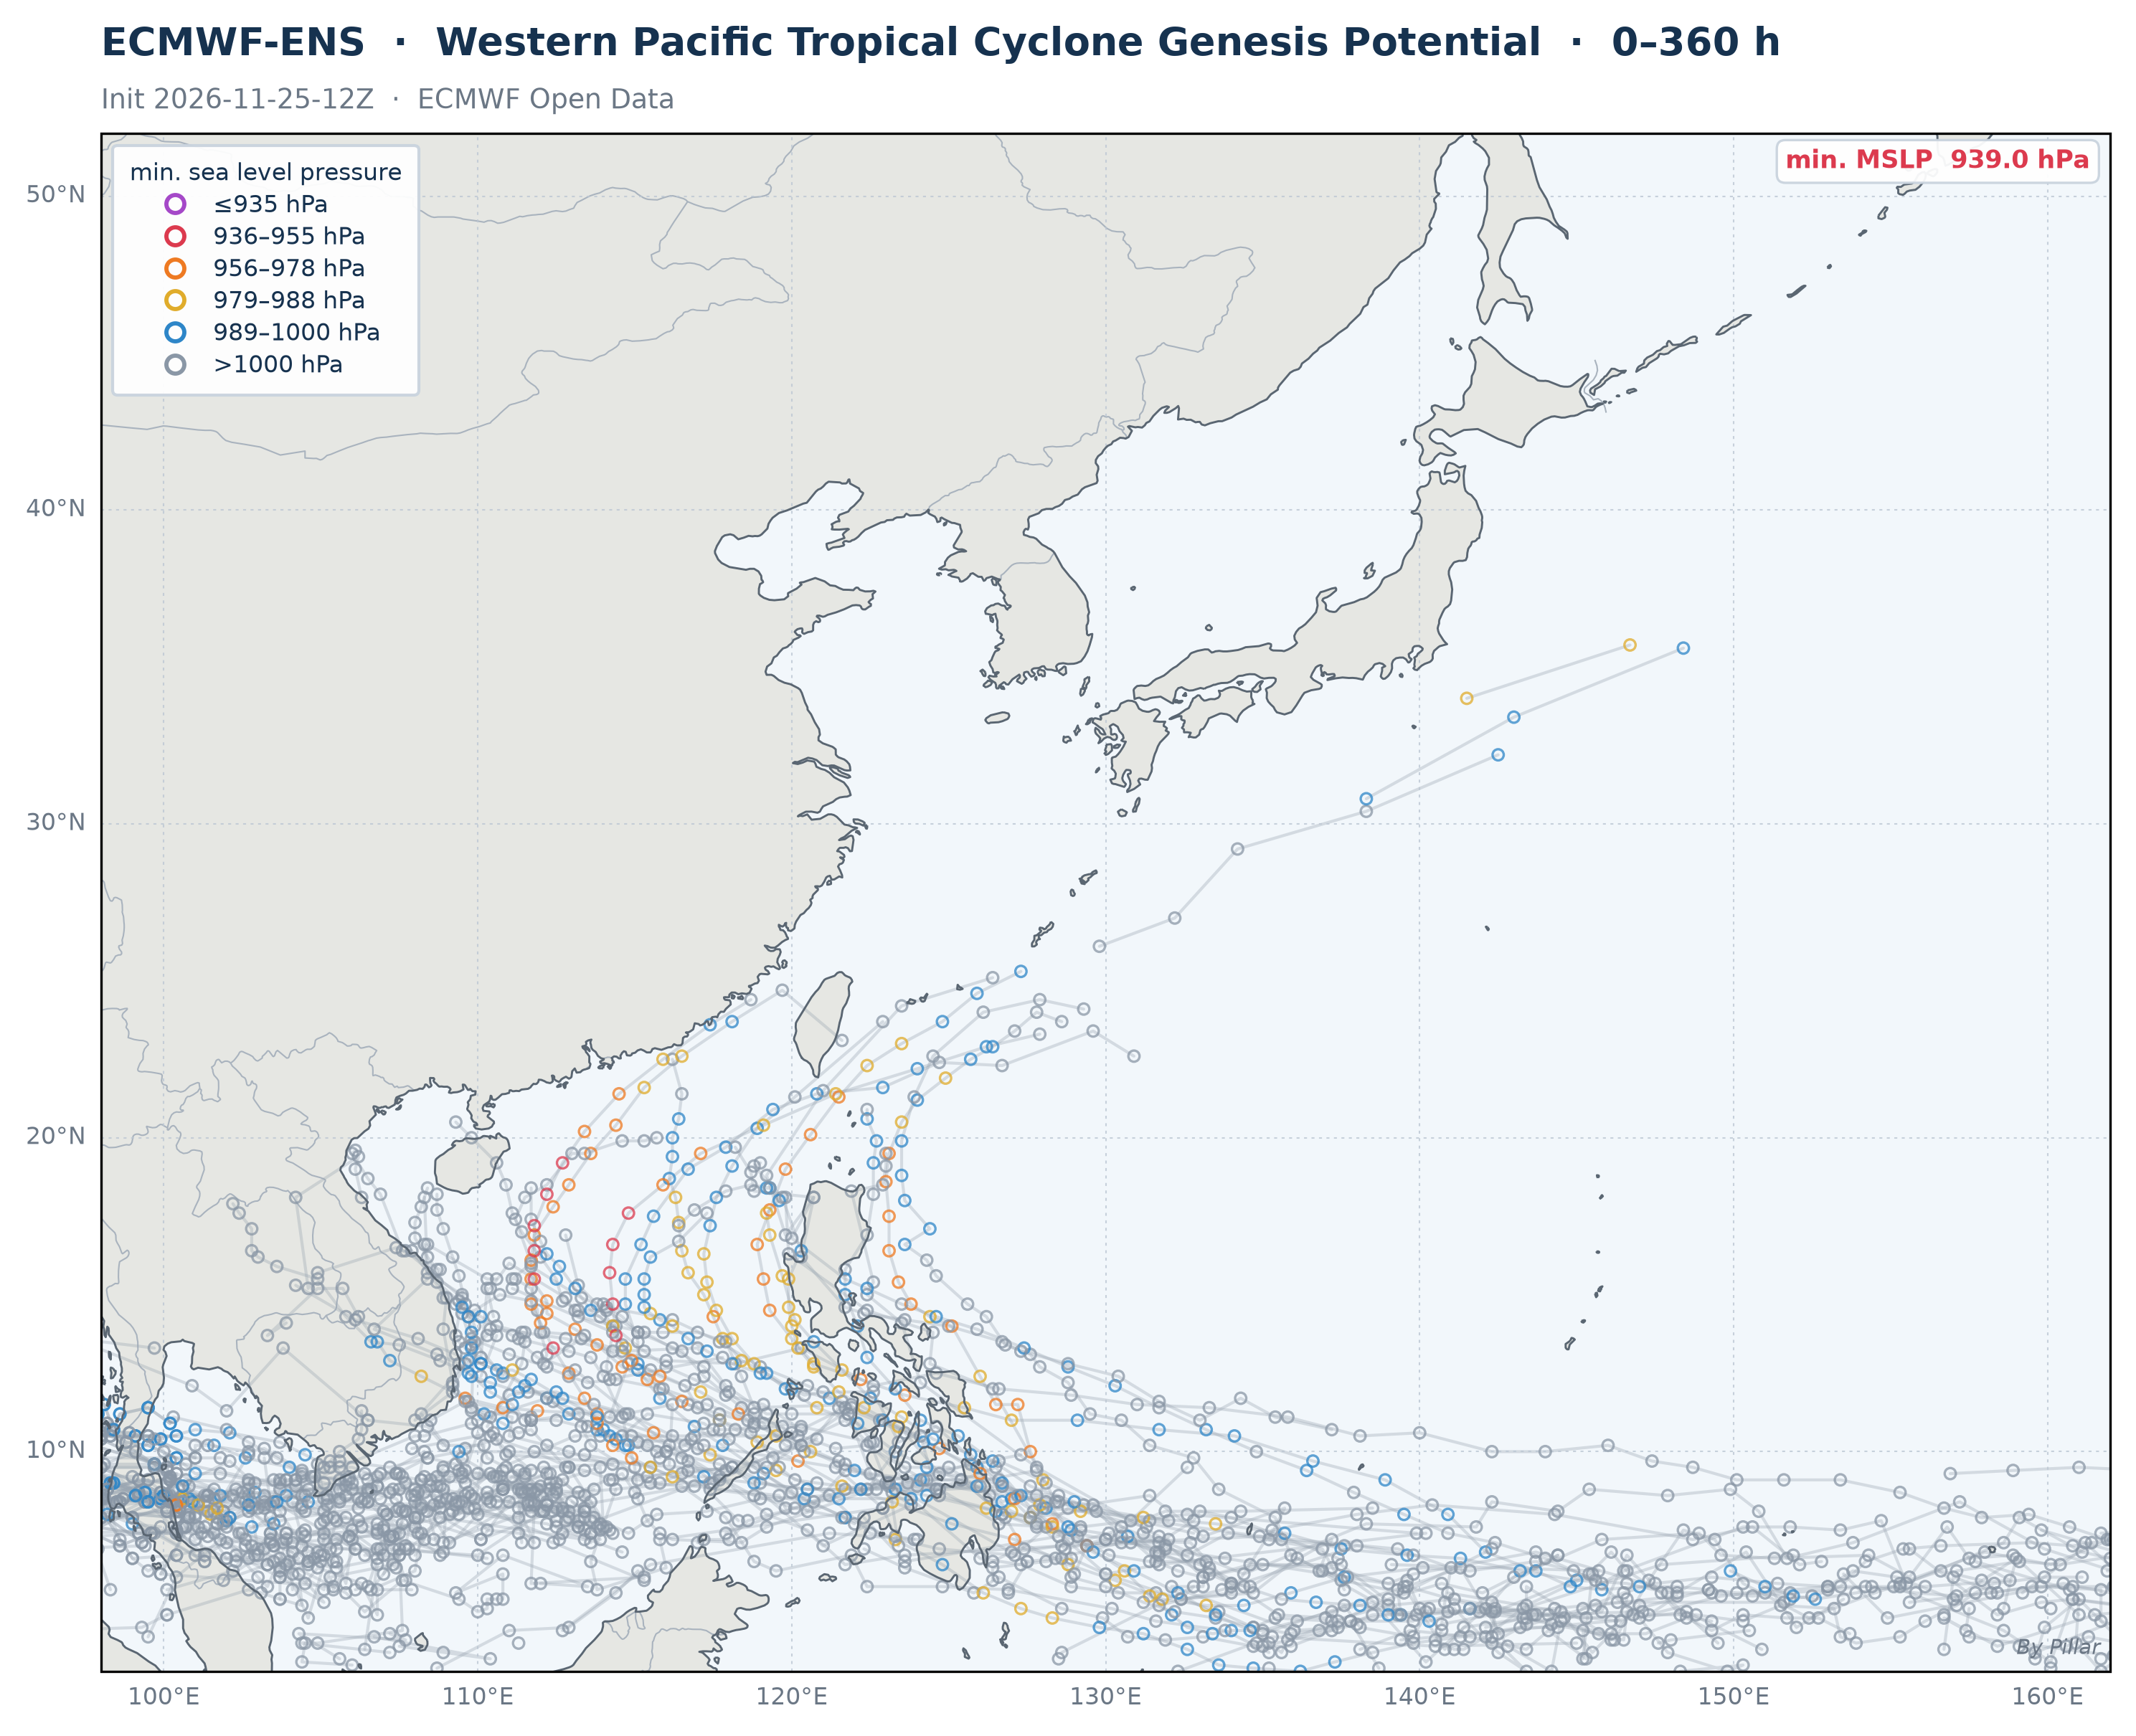 ECMWF-ENS · Western Pacific Tropical Cyclone Genesis Potential · 0–360 h
Init 2026-11-25-12Z · ECMWF Open Data
min. sea level pressure
≤935 hPa
936–955 hPa
956–978 hPa
979–988 hPa
989–1000 hPa
>1000 hPa
min. MSLP 939.0 hPa
50°N
40°N
30°N
20°N
10°N
By Pillar
100°E 110°E 120°E 130°E 140°E 150°E 160°E